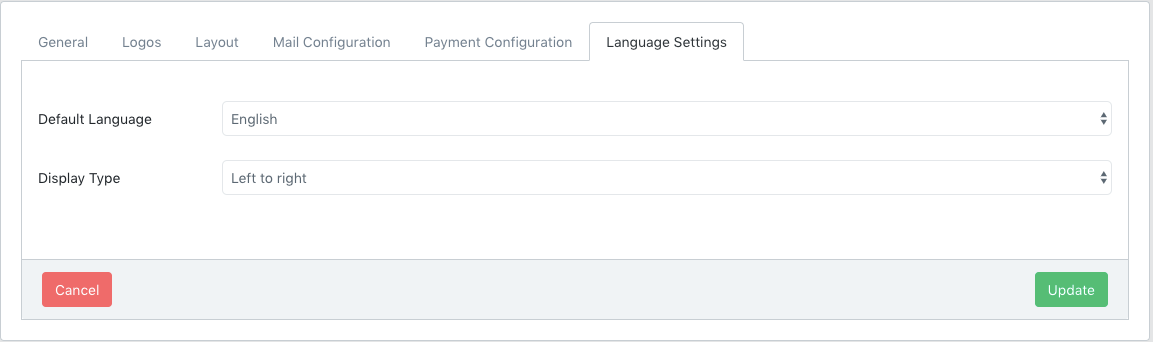 General Logos Layout Mail Configuration Payment Configuration Language Settings
Default Language English
Display Type Left to right
Cancel Update